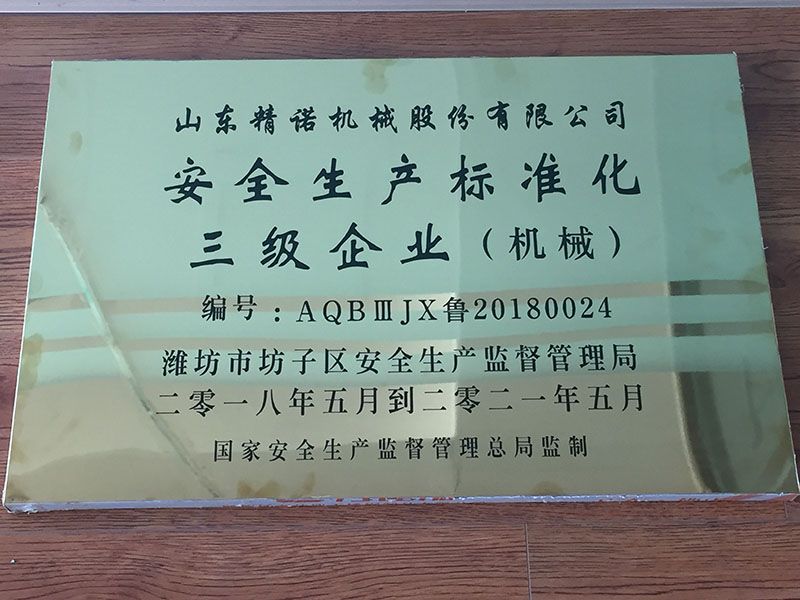 山东精诺机械股份有限公司
安全生产标准化
三级企业（机械）
编号：AQBⅢJX鲁20180024
潍坊市坊子区安全生产监督管理局
二零一八年五月到二零二一年五月
国家安全生产监督管理总局监制